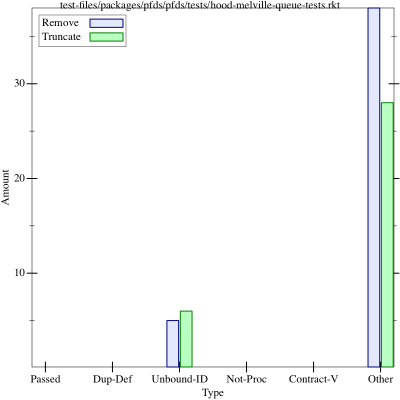 test-files/packages/pfds/pfds/tests/hood-melville-queue-tests.rkt
Remove
Truncate
30
20
10
Amount
Passed Dup-Def Unbound-ID Not-Proc Contract-V Other
Type